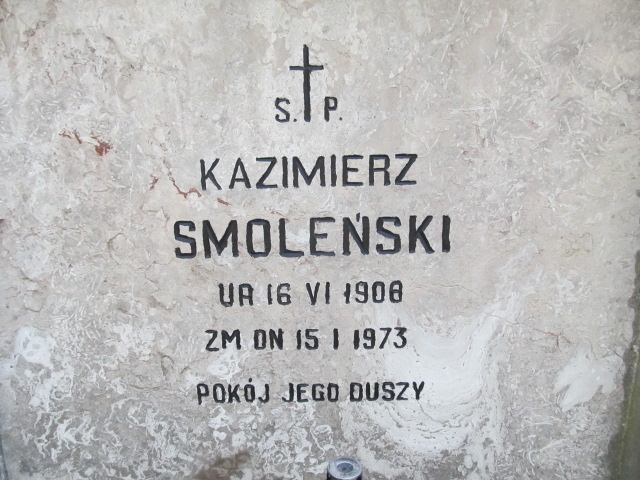 S. P.
KAZIMIERZ
SMOLEŃSKI
UR 16 VI 1908
ZM DN 15 I 1973
POKÓJ JEGO DUSZY